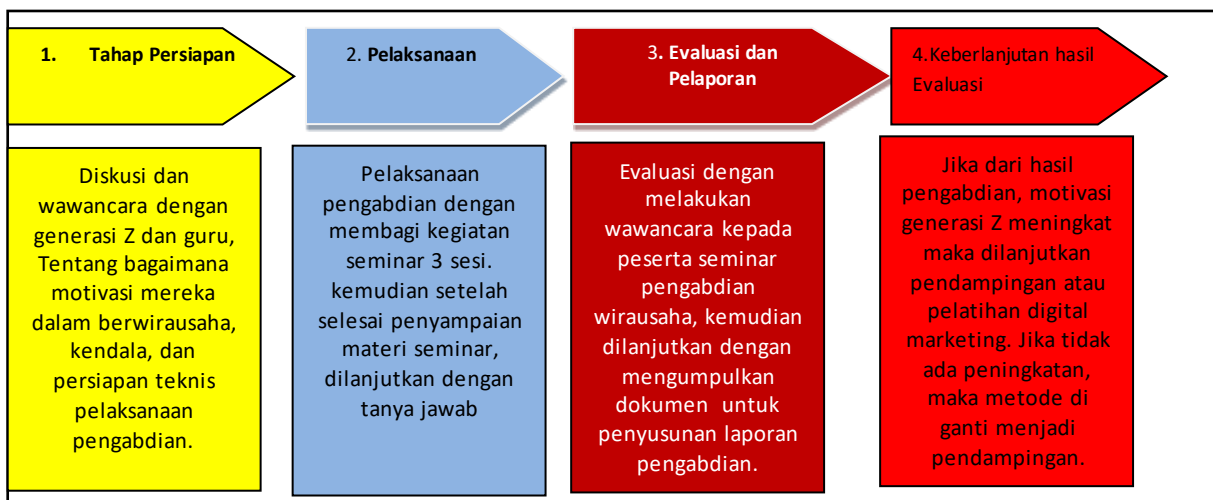 1. Tahap Persiapan
2. Pelaksanaan
3. Evaluasi dan
Pelaporan
4.Keberlanjutan hasil
Evaluasi
Diskusi dan
wawancara dengan
generasi Z dan guru,
Tentang bagaimana
motivasi mereka
dalam berwirausaha,
kendala, dan
persiapan teknis
pelaksanaan
pengabdian.
Pelaksanaan
pengabdian dengan
membagi kegiatan
seminar 3 sesi.
kemudian setelah
selesai penyampaian
materi seminar,
dilanjutkan dengan
tanya jawab
Evaluasi dengan
melakukan
wawancara kepada
peserta seminar
pengabdian
wirausaha, kemudian
dilanjutkan dengan
mengumpulkan
dokumen untuk
penyusunan laporan
pengabdian.
Jika dari hasil
pengabdian, motivasi
generasi Z meningkat
maka dilanjutkan
pendampingan atau
pelatihan digital
marketing. Jika tidak
ada peningkatan,
maka metode di
ganti menjadi
pendampingan.